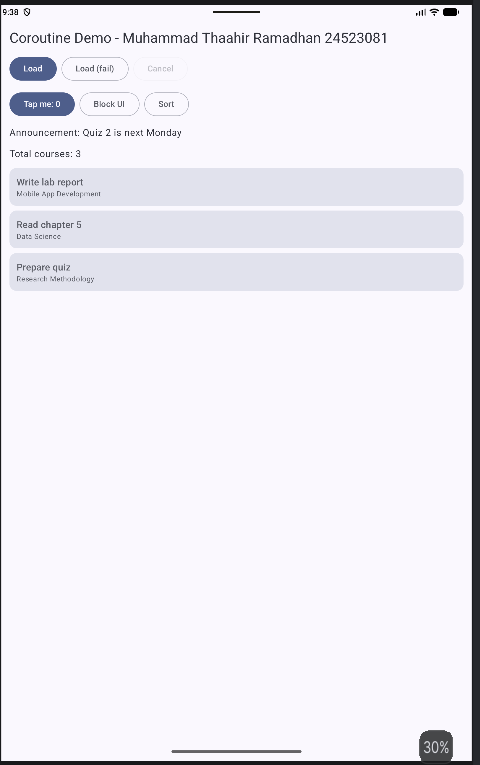 9:38
Coroutine Demo - Muhammad Thaahir Ramadhan 24523081
Load Load (fail) Cancel
Tap me: 0 Block UI Sort
Announcement: Quiz 2 is next Monday
Total courses: 3
Write lab report
Mobile App Development
Read chapter 5
Data Science
Prepare quiz
Research Methodology
30%